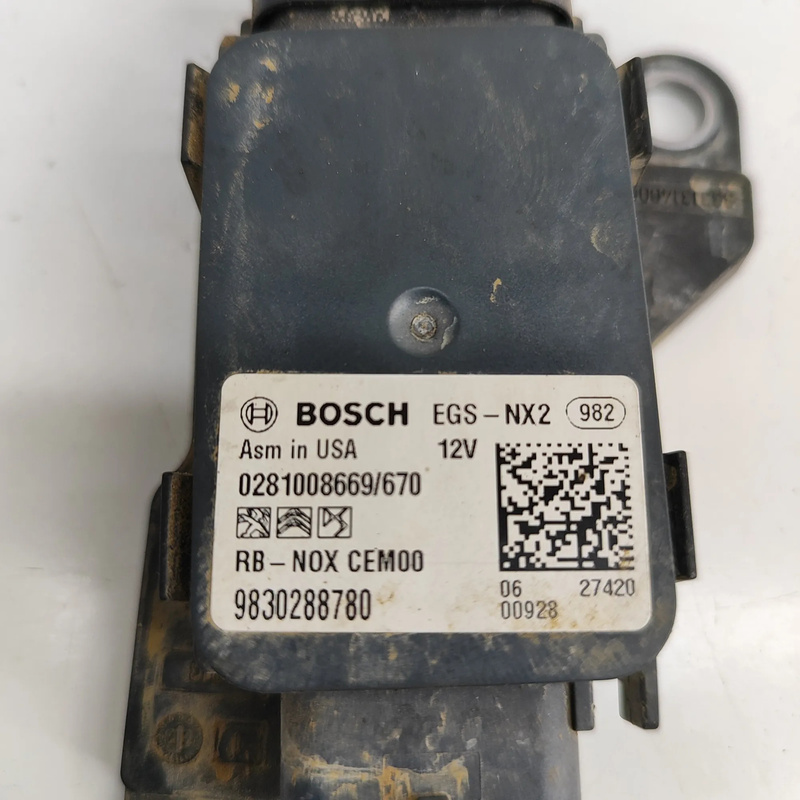 BOSCH EGS-NX2 982
Asm in USA 12V
0281008669/670
RB-NOX CEM00
9830288780
06 27420
00928